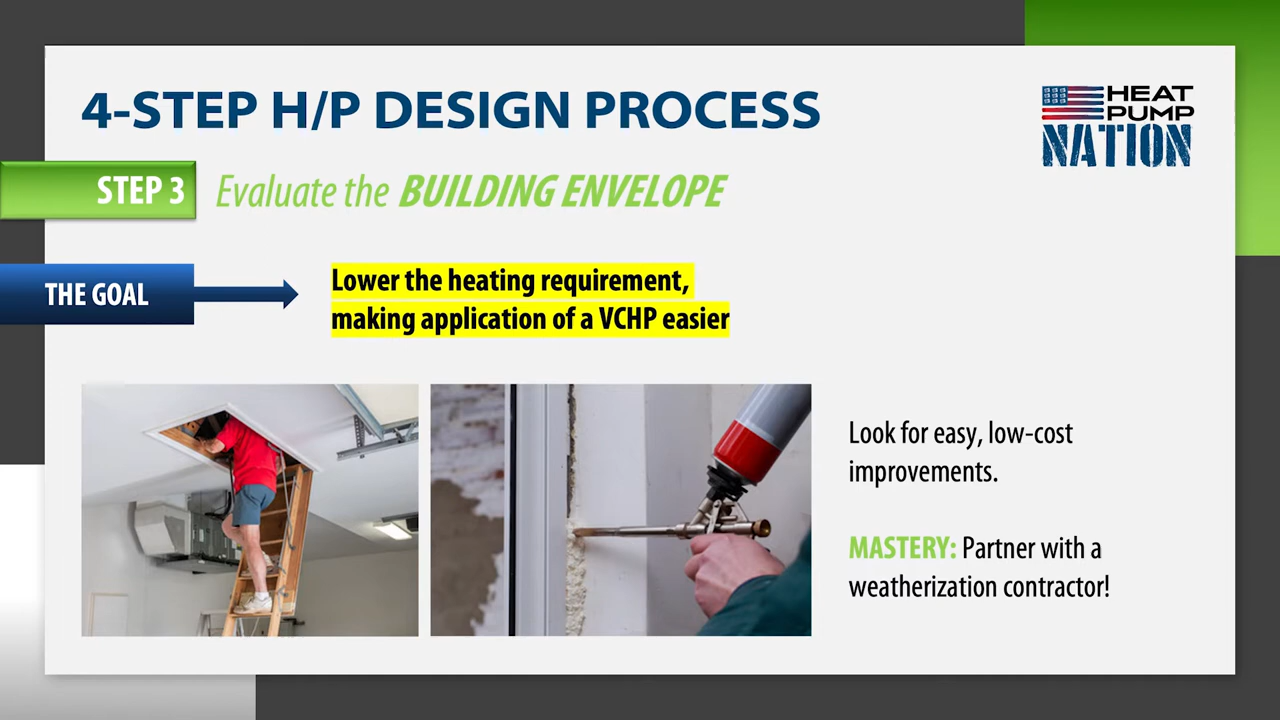 4-STEP H/P DESIGN PROCESS
HEAT
PUMP
NATION
STEP 3
Evaluate the BUILDING ENVELOPE
THE GOAL
Lower the heating requirement,
making application of a VCHP easier
Look for easy, low-cost
improvements.
MASTERY: Partner with a
weatherization contractor!